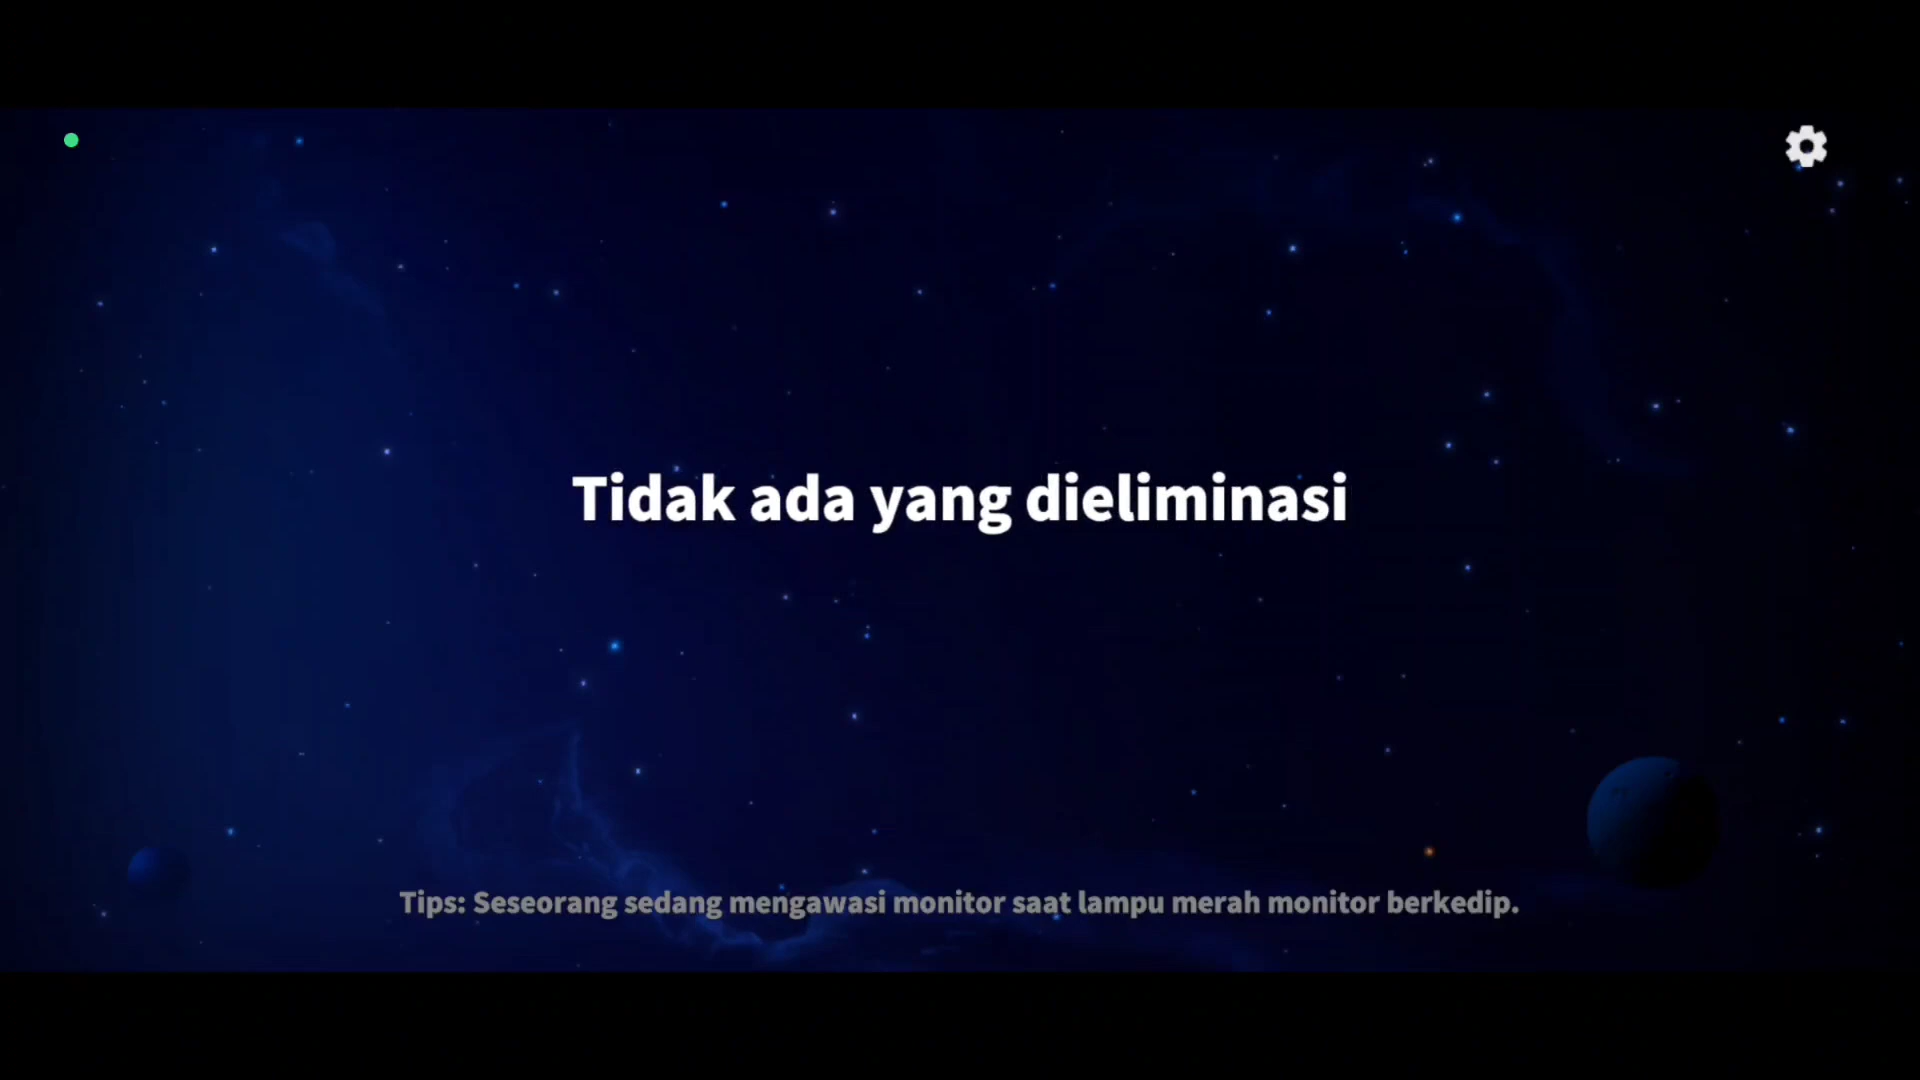 Tidak ada yang dieliminasi
Tips: Seseorang sedang mengawasi monitor saat lampu merah monitor berkedip.